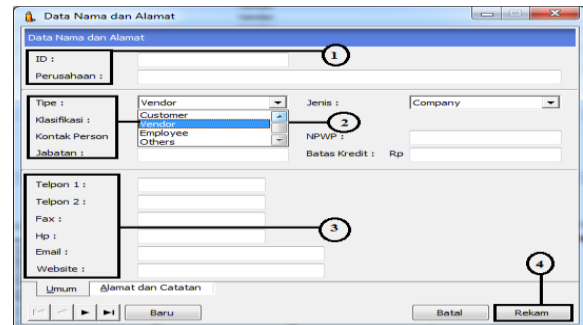 Data Nama dan Alamat
Data Nama dan Alamat
ID :
1
Perusahaan :
Tipe : Vendor Jenis : Company
Customer
Klasifikasi : Vendor 2
Kontak Person Employee NPWP :
Jabatan : Others Batas Kredit : Rp
Telpon 1 :
Telpon 2 :
Fax :
3
Hp :
Email :
Website :
4
Umum Alamat dan Catatan
Baru Batal Rekam